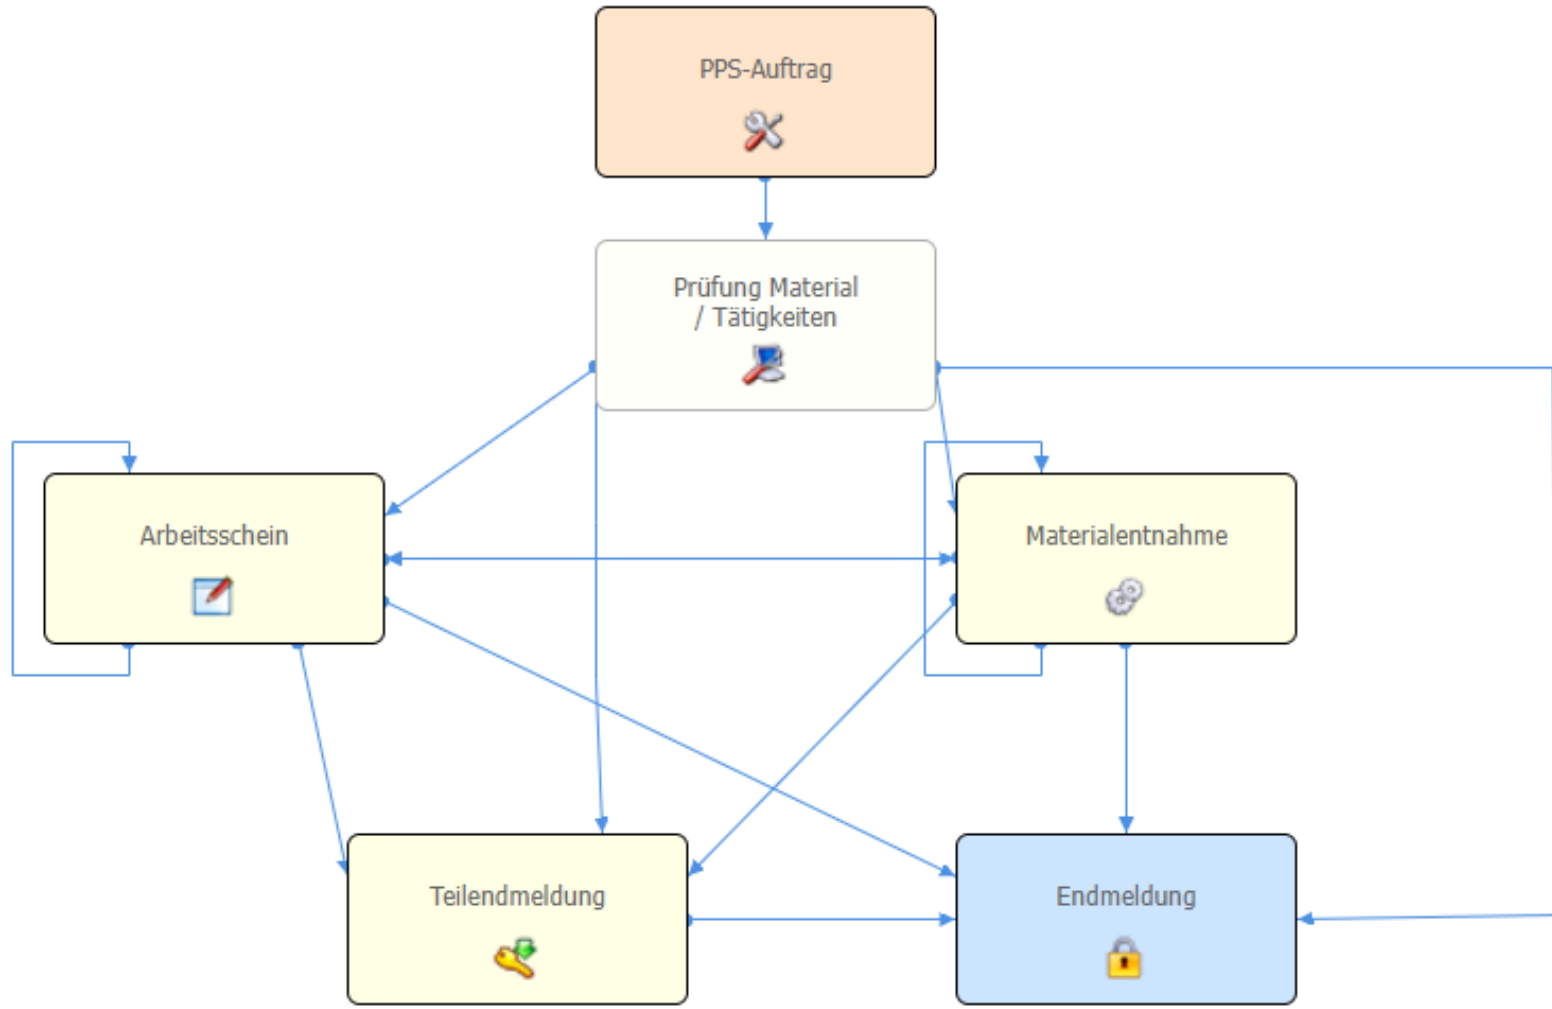 PPS-Auftrag
Prüfung Material
/ Tätigkeiten
Arbeitsschein
Materialentnahme
Teilendmeldung
Endmeldung